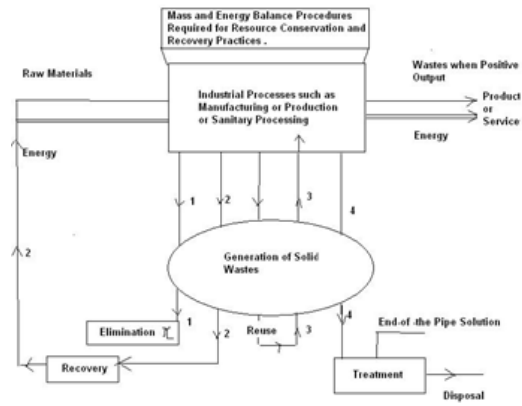 Mass and Energy Balance Procedures
Required for Resource Conservation and
Recovery Practices .
Raw Materials
Wastes when Positive
Output
Industrial Processes such as
Manufacturing or Production
or Sanitary Processing
Product
or
Service
Energy
Energy
1
2
3
4
2
Generation of Solid
Wastes
1
2
Reuse
3
4
Elimination
End-of -the Pipe Solution
Recovery
Treatment
Disposal